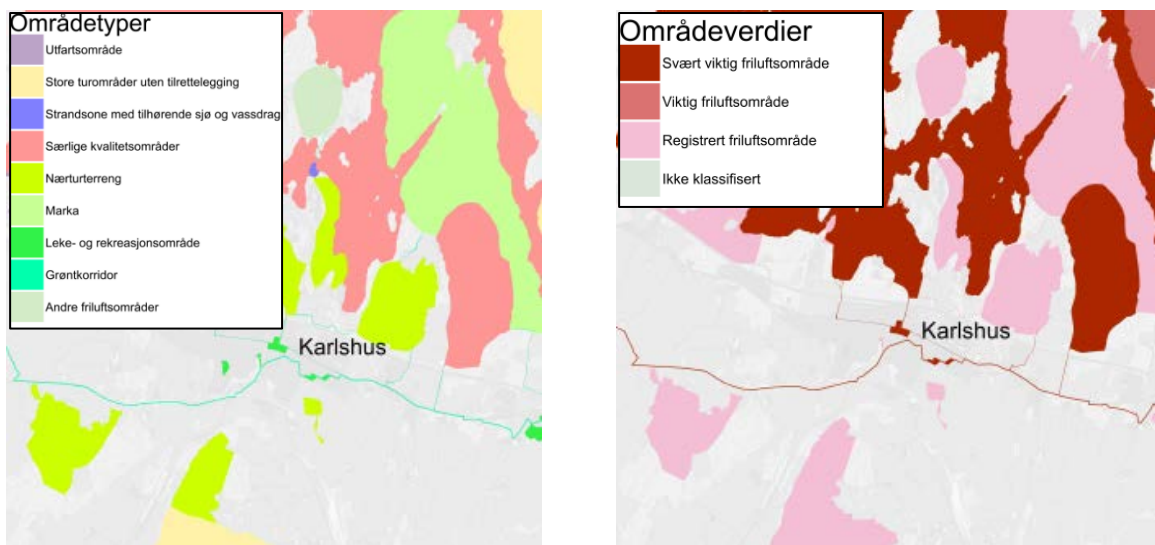 Områdetyper
Utfartsområde
Store turområder uten tilrettelegging
Strandsone med tilhørende sjø og vassdrag
Særlige kvalitetsområder
Nærturterreng
Marka
Leke- og rekreasjonsområde
Grøntkorridor
Andre friluftsområder
Karlshus
Områdeverdier
Svært viktig friluftsområde
Viktig friluftsområde
Registrert friluftsområde
Ikke klassifisert
Karlshus